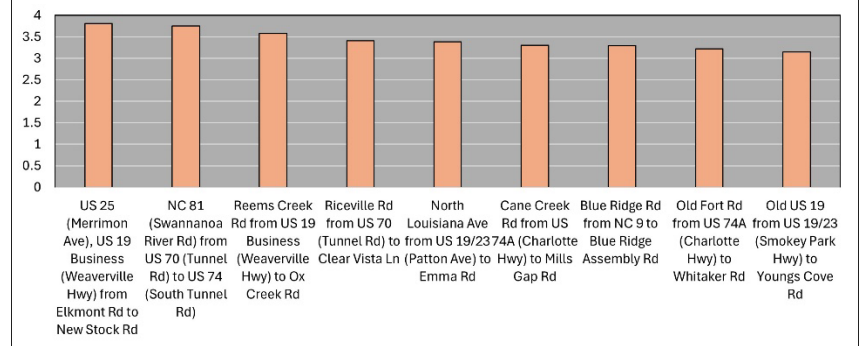 4
3.5
3
2.5
2
1.5
1
0.5
0
US 25
(Merrimon
Ave), US 19
Business
(Weaverville
Hwy) from
Elkmont Rd to
New Stock Rd
NC 81
(Swannanoa
River Rd) from
US 70 (Tunnel
Rd) to US 74
(South Tunnel
Rd)
Reems Creek
Rd from US 19
Business
(Weaverville
Hwy) to Ox
Creek Rd
Riceville Rd
from US 70
(Tunnel Rd) to
Clear Vista Ln
North
Louisiana Ave
from US 19/23
(Patton Ave) to
Emma Rd
Cane Creek
Rd from US
74A (Charlotte
Hwy) to Mills
Gap Rd
Blue Ridge Rd
from NC 9 to
Blue Ridge
Assembly Rd
Old Fort Rd
from US 74A
(Charlotte
Hwy) to
Whitaker Rd
Old US 19
from US 19/23
(Smokey Park
Hwy) to
Youngs Cove
Rd